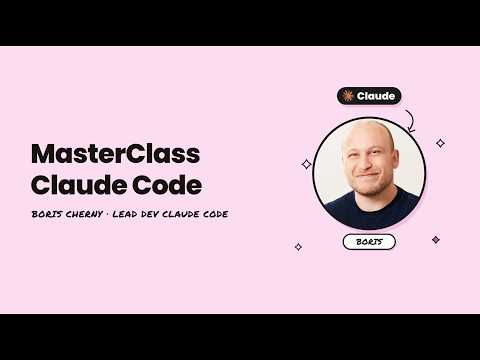 Claude
MasterClass
Claude Code
BORIS CHERNY · LEAD DEV CLAUDE CODE
BORIS